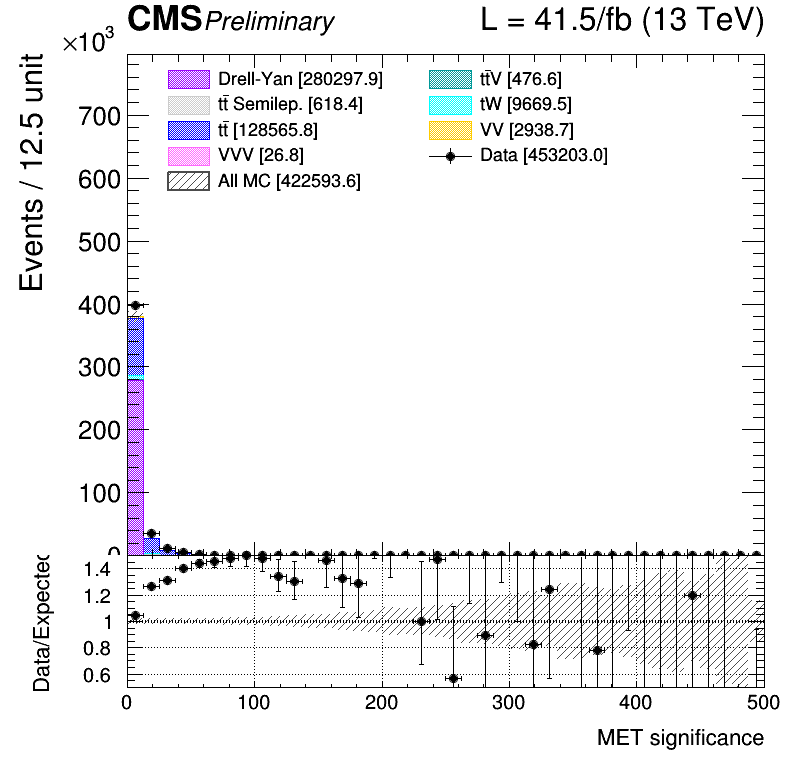 CMS Preliminary L = 41.5/fb (13 TeV)
×10³
Drell-Yan [280297.9] tt̄V [476.6]
tt̄ Semilep. [618.4] tW [9669.5]
tt̄ [128565.8] VV [2938.7]
VVV [26.8] Data [453203.0]
All MC [422593.6]
Events / 12.5 unit
700
600
500
400
300
200
100
0
Data/Expected
1.4
1.2
1
0.8
0.6
0 100 200 300 400 500
MET significance